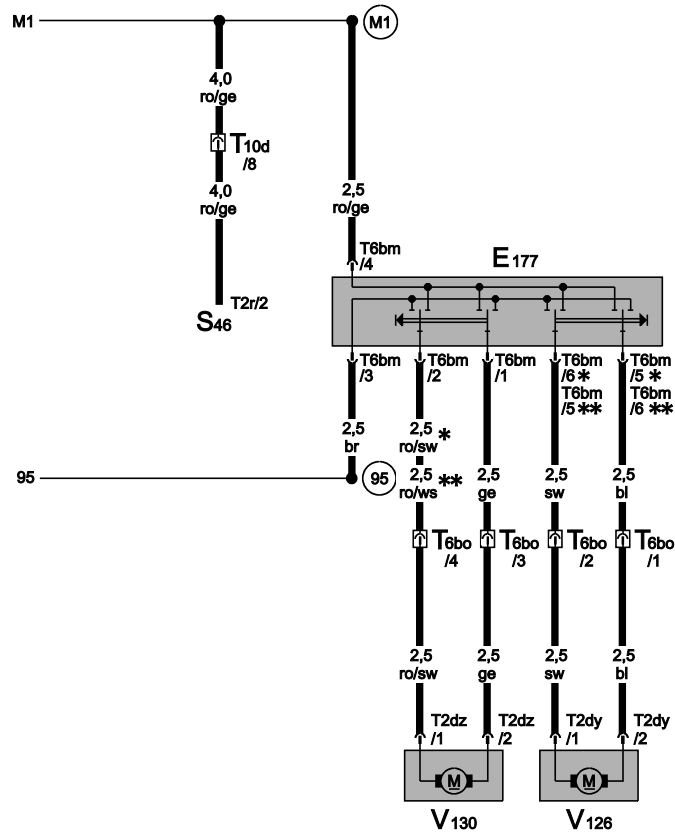 M1
M1
4,0
ro/ge
T10d
/8
4,0
ro/ge
2,5
ro/ge
T6bm
/4
E177
T2r/2
S46
T6bm
/3
T6bm
/2
T6bm
/1
T6bm
/6*
T6bm
/5**
T6bm
/5*
T6bm
/6**
2,5
br
2,5
ro/sw*
95
95
2,5
ro/ws**
2,5
ge
2,5
sw
2,5
bl
T6bo
/4
T6bo
/3
T6bo
/2
T6bo
/1
2,5
ro/sw
2,5
ge
2,5
sw
2,5
bl
T2dz
/1
T2dz
/2
T2dy
/1
T2dy
/2
M
M
V130
V126